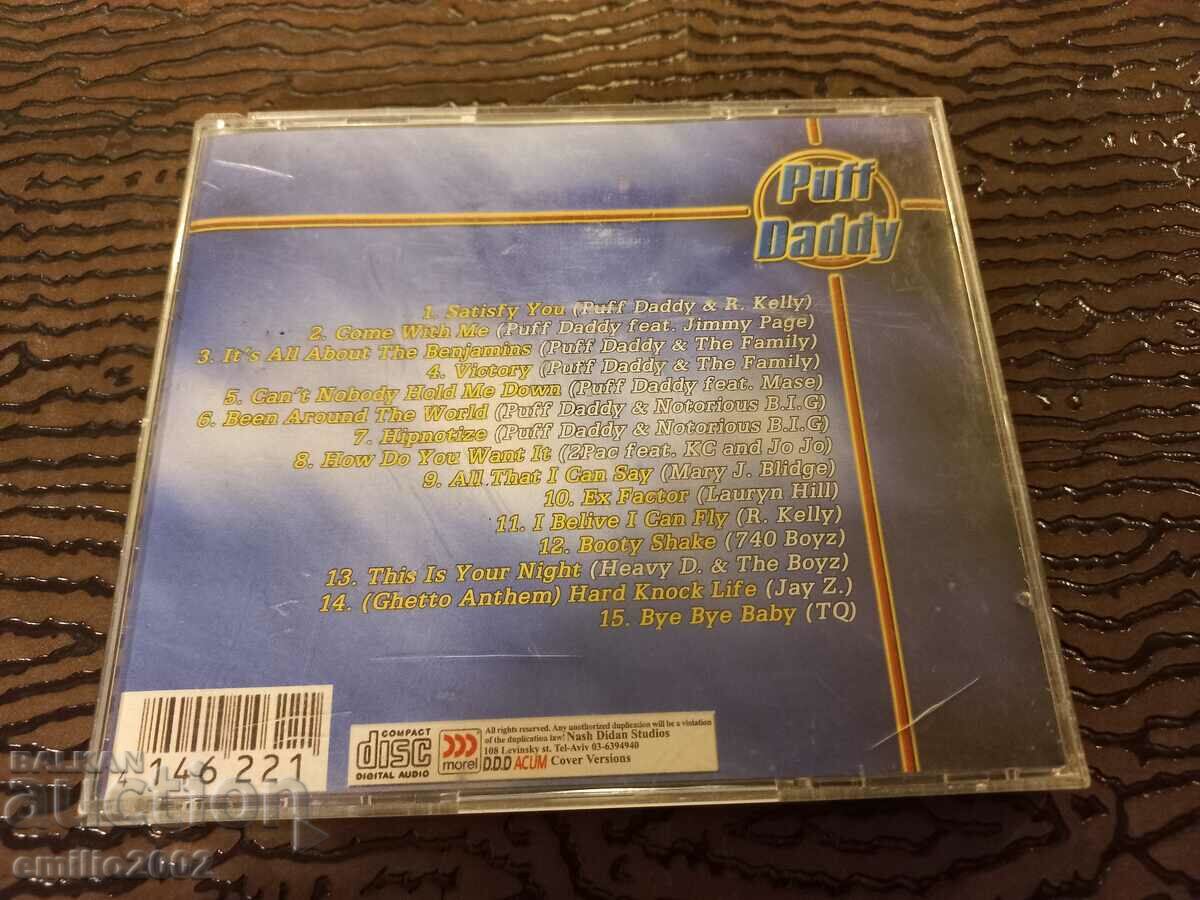 Puff
Daddy
1. Satisfy You (Puff Daddy & R. Kelly)
2. Come With Me (Puff Daddy feat. Jimmy Page)
3. It's All About The Benjamins (Puff Daddy & The Family)
4. Victory (Puff Daddy & The Family)
5. Can't Nobody Hold Me Down (Puff Daddy feat. Mase)
6. Been Around The World (Puff Daddy & Notorious B.I.G)
7. Hipnotize (Puff Daddy & Notorious B.I.G)
8. How Do You Want It (2Pac feat. KC and Jo Jo)
9. All That I Can Say (Mary J. Blidge)
10. Ex Factor (Lauryn Hill)
11. I Belive I Can Fly (R. Kelly)
12. Booty Shake (740 Boyz)
13. This Is Your Night (Heavy D. & The Boyz)
14. (Ghetto Anthem) Hard Knock Life (Jay Z.)
15. Bye Bye Baby (TQ)
4146221
COMPACT
disc
DIGITAL AUDIO
morel
All rights reserved. Any unothorized duplication will be a violation
of the duplication law! Nash Didan Studios
108 Levinsky st. Tel-Aviv 03-6394940
D.D.D ACUM Cover Versions
BALKAN
auction
emilio2002